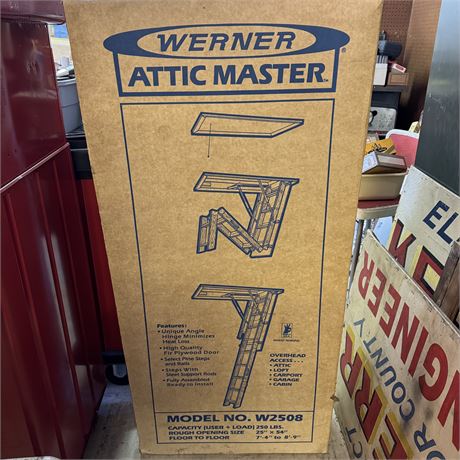 WERNER
ATTIC MASTER
Features:
• Unique Angle
Hinge Minimizes
Heat Loss
• High Quality
Fir Plywood Door
• Select Pine Steps
and Rails
• Steps With
Steel Support Rods
• Fully Assembled
Ready to Install
OVERHEAD
ACCESS . . .
• ATTIC
• LOFT
• CARPORT
• GARAGE
• CABIN
MODEL NO. W2508
CAPACITY (USER + LOAD) 250 LBS.
ROUGH OPENING SIZE 25" x 54"
FLOOR TO FLOOR 7'-4" to 8'-9"
EL
ENGINEER
COUNTY